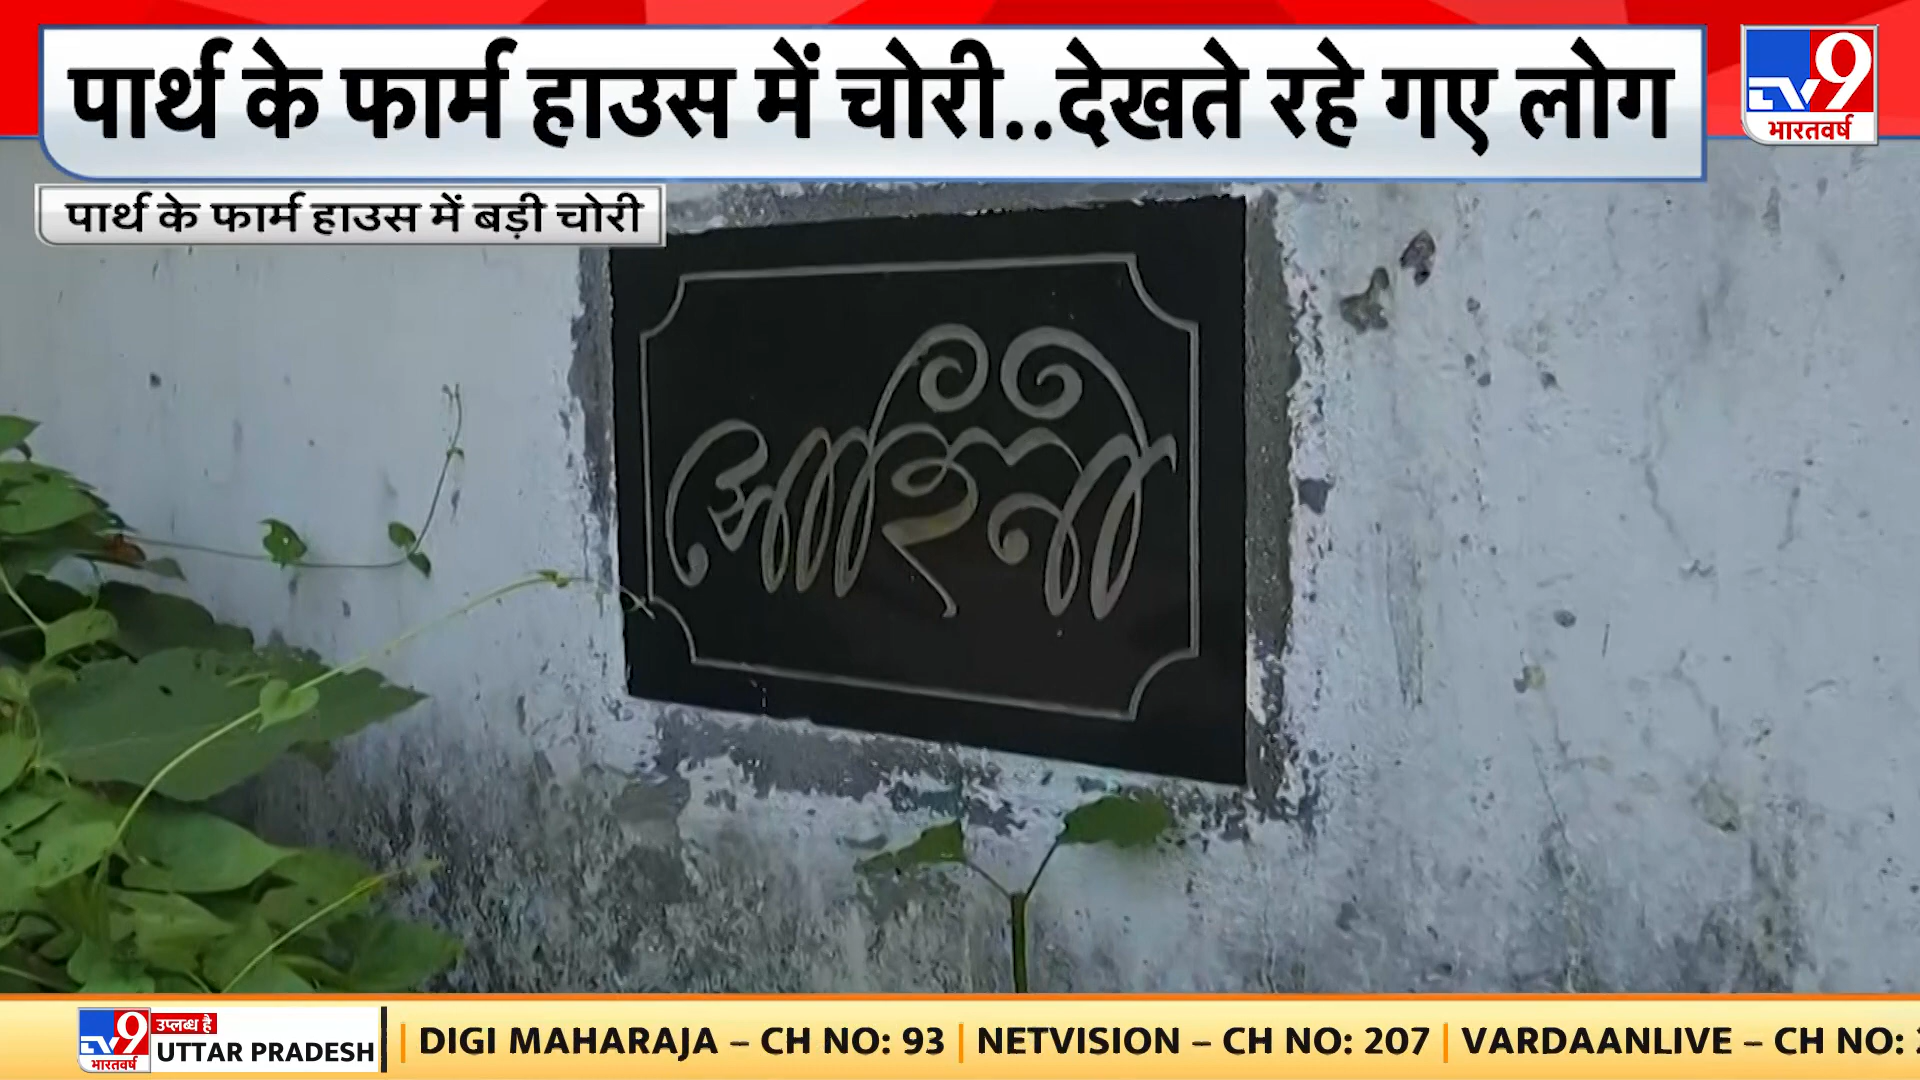 पार्थ के फार्म हाउस में चोरी..देखते रहे गए लोग
TV9
भारतवर्ष
पार्थ के फार्म हाउस में बड़ी चोरी
TV9 उपलब्ध है
भारतवर्ष UTTAR PRADESH
| DIGI MAHARAJA – CH NO: 93 | NETVISION – CH NO: 207 | VARDAANLIVE – CH NO: